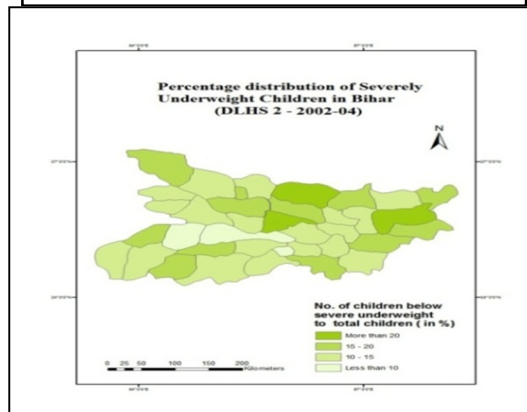 Percentage distribution of Severely
Underweight Children in Bihar
(DLHS 2 - 2002-04)
N
No. of children below
severe underweight
to total children ( in %)
More than 20
15 - 20
10 - 15
Less than 10
0 25 50 100 150 200
Kilometers